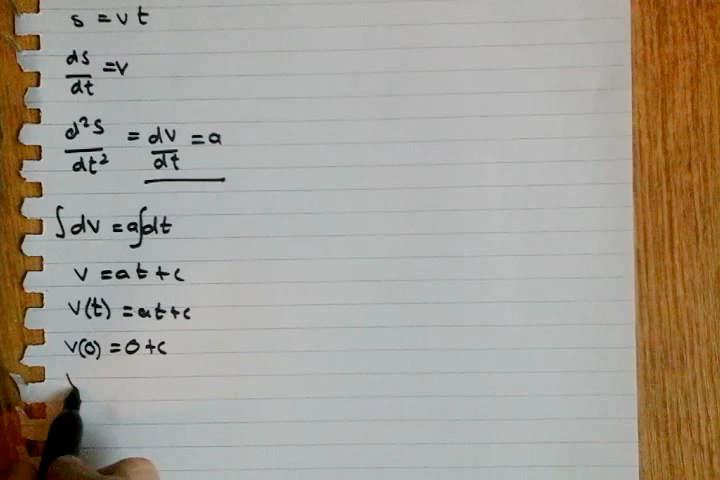 s = v t
ds/dt = v
d²s/dt² = dv/dt = a
∫dv = a∫dt
v = at + c
v(t) = at + c
v(0) = 0 + c